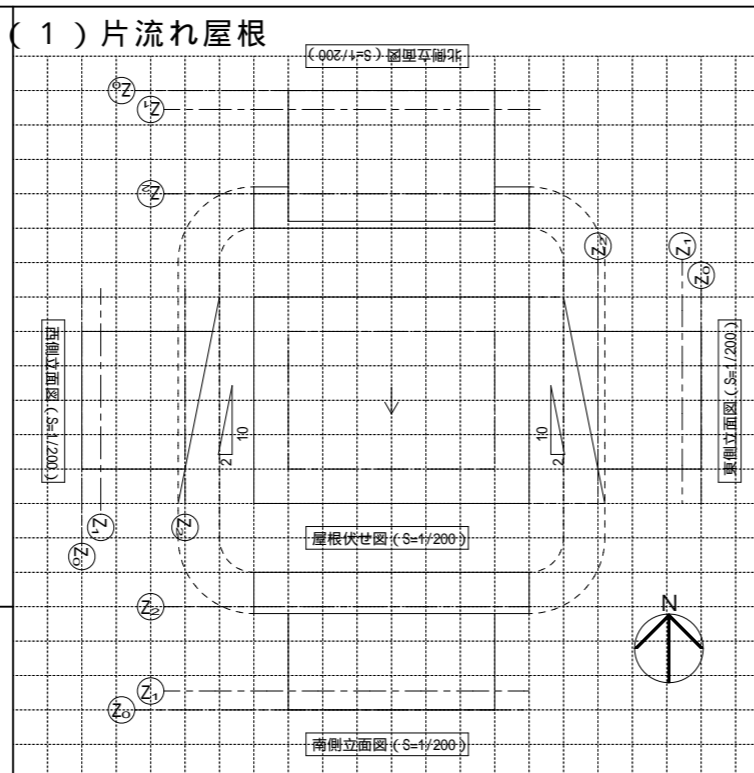 (1)片流れ屋根
北側立面図(S=1/200)
Z₀
Z₁
Z₂
Z₂
Z₁
Z₀
西側立面図(S=1/200)
東側立面図(S=1/200)
10
2
10
2
Z₁
Z₂
Z₀
屋根伏せ図(S=1/200)
Z₂
N
Z₁
Z₀
南側立面図(S=1/200)